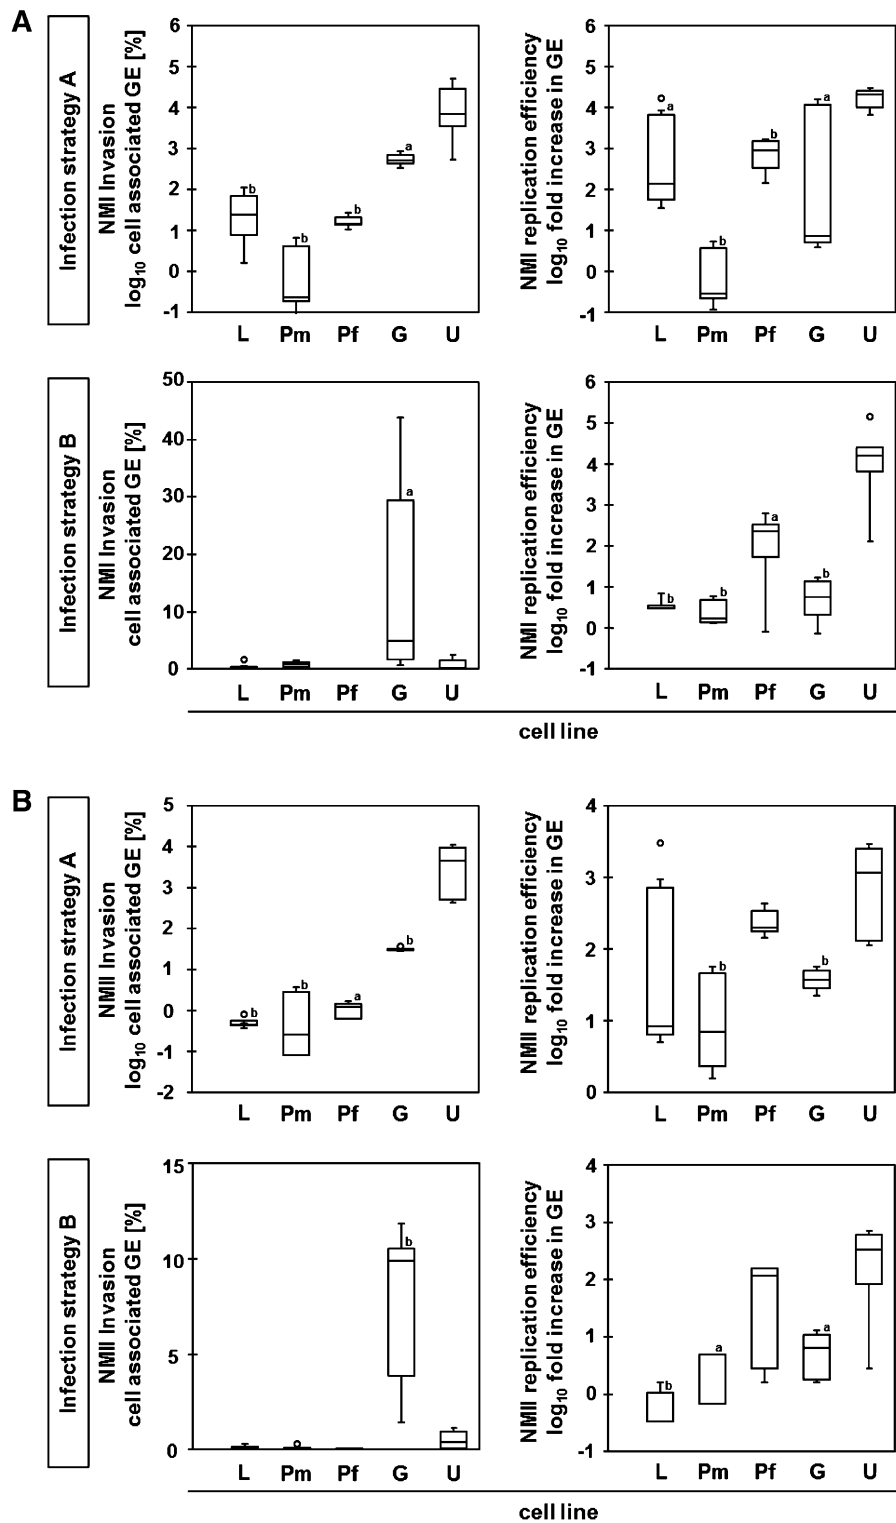 A
Infection strategy A
NMI Invasion
log10 cell associated GE [%]
6
5
4
3
2
1
0
-1
b
b
b
a
L Pm Pf G U
NMI replication efficiency
log10 fold increase in GE
6
5
4
3
2
1
0
-1
a
b
b
a
L Pm Pf G U
Infection strategy B
NMI Invasion
cell associated GE [%]
50
40
30
20
10
0
a
L Pm Pf G U
NMI replication efficiency
log10 fold increase in GE
6
5
4
3
2
1
0
-1
b
b
a
b
L Pm Pf G U
cell line
B
Infection strategy A
NMII Invasion
log10 cell associated GE [%]
5
4
3
2
1
0
-1
-2
b
b
a
b
L Pm Pf G U
NMII replication efficiency
log10 fold increase in GE
4
3
2
1
0
b
b
L Pm Pf G U
Infection strategy B
NMII Invasion
cell associated GE [%]
15
10
5
0
b
L Pm Pf G U
NMII replication efficiency
log10 fold increase in GE
4
3
2
1
0
-1
b
a
a
L Pm Pf G U
cell line